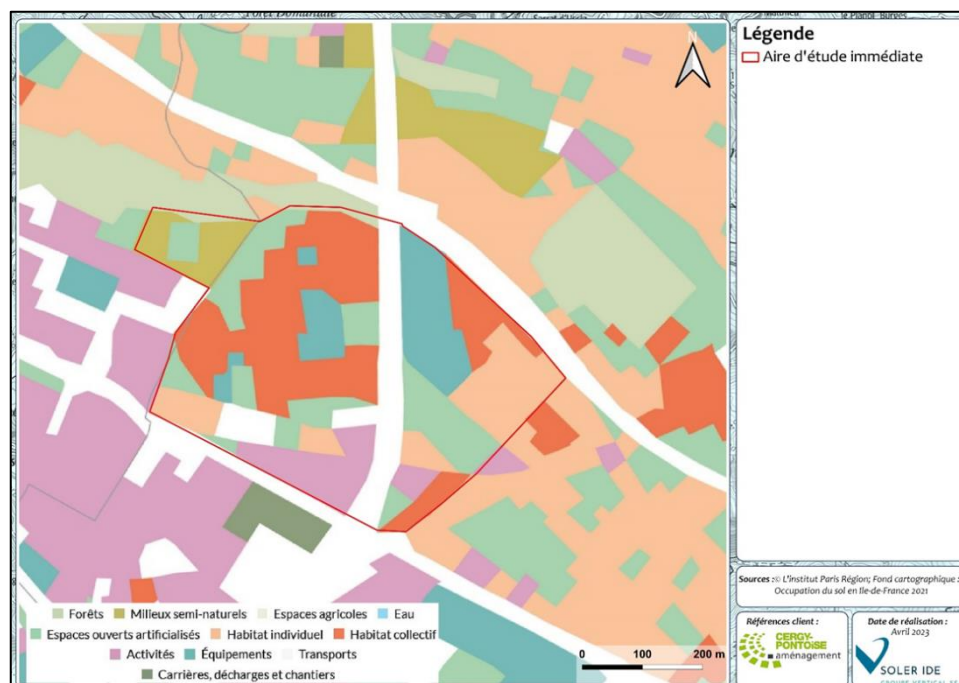 N
Légende
Aire d'étude immédiate
Forêts Milieux semi-naturels Espaces agricoles Eau
Espaces ouverts artificialisés Habitat individuel Habitat collectif
Activités Équipements Transports
Carrières, décharges et chantiers
0 100 200 m
Sources :© L'institut Paris Région; Fond cartographique :
Occupation du sol en Ile-de-France 2021
Références client :
CERGY-
PONTOISE
aménagement
Date de réalisation :
Avril 2023
SOLER IDE